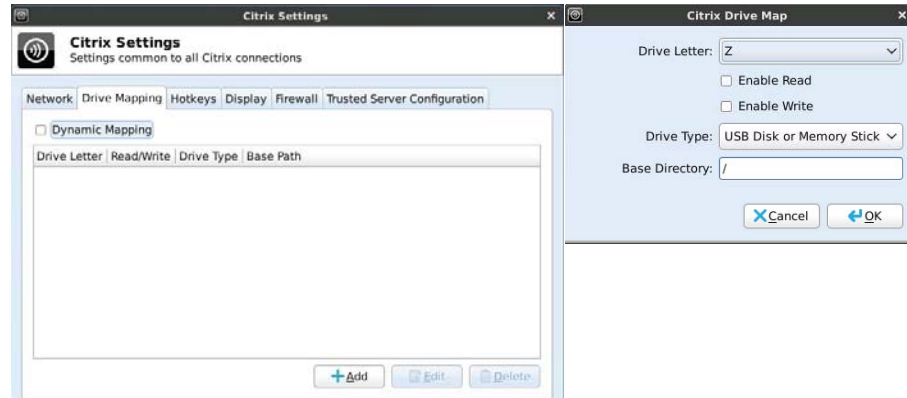 Citrix Settings
Citrix Settings
Settings common to all Citrix connections
Network Drive Mapping Hotkeys Display Firewall Trusted Server Configuration
Dynamic Mapping
Drive Letter Read/Write Drive Type Base Path
Add Edit Delete
Citrix Drive Map
Drive Letter: Z
Enable Read
Enable Write
Drive Type: USB Disk or Memory Stick
Base Directory: /
Cancel OK